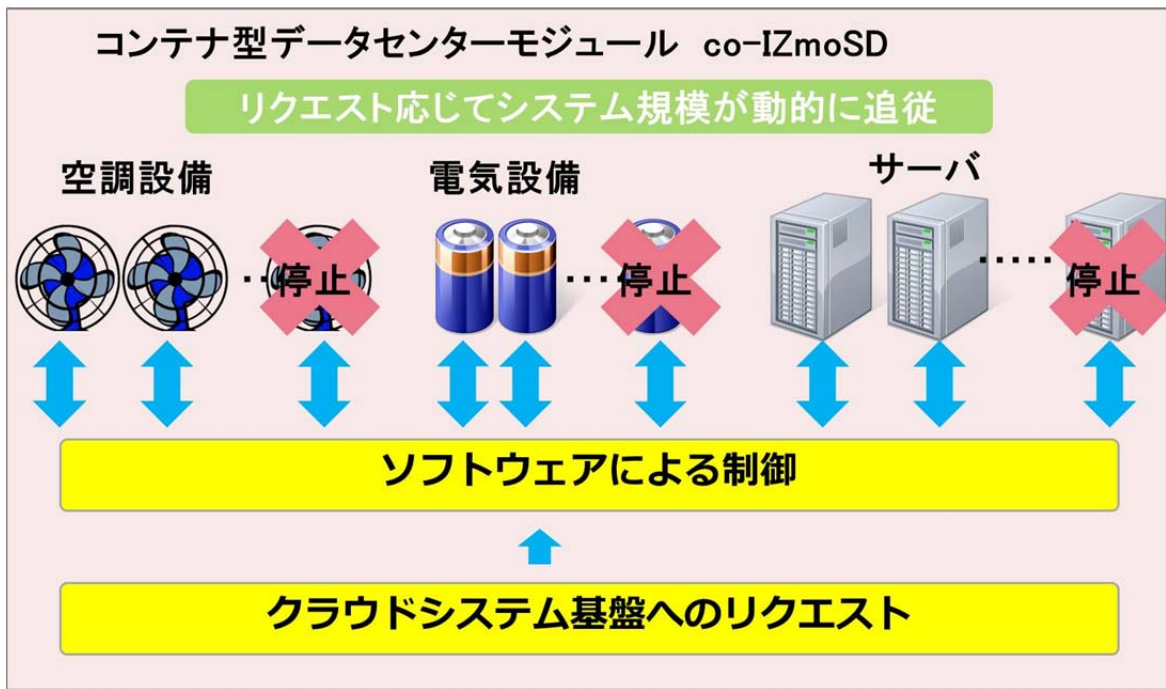 コンテナ型データセンターモジュール co-IZmoSD
リクエスト応じてシステム規模が動的に追従
空調設備
電気設備
サーバ
停止
停止
停止
ソフトウェアによる制御
クラウドシステム基盤へのリクエスト